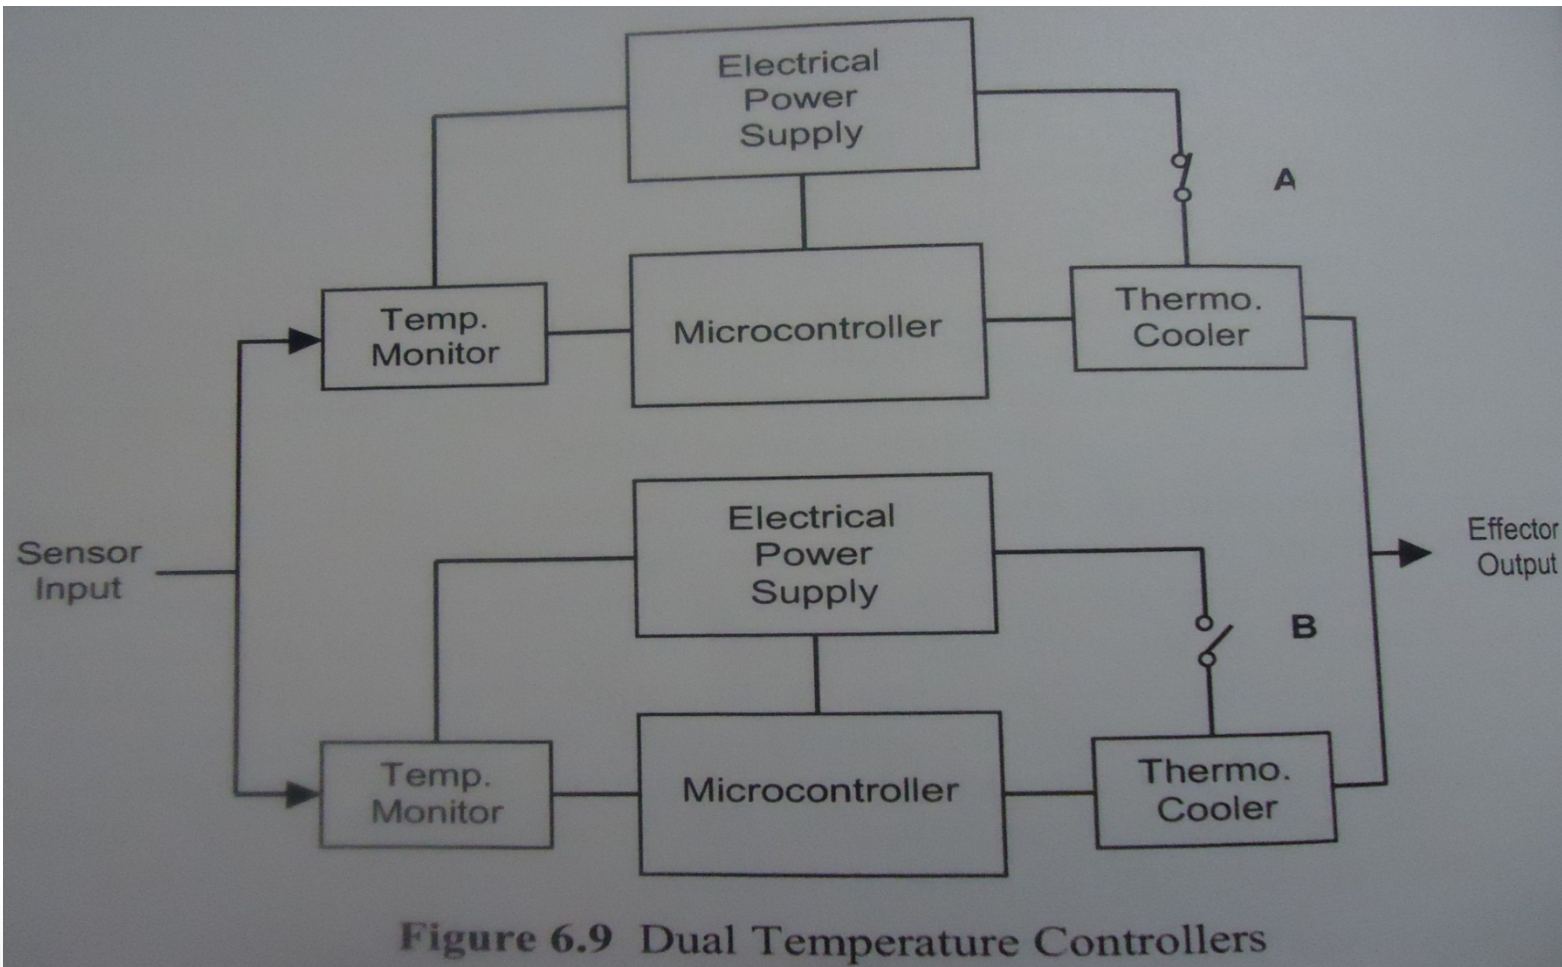 Electrical
Power
Supply
A
Temp.
Monitor
Microcontroller
Thermo.
Cooler
Sensor
Input
Electrical
Power
Supply
B
Effector
Output
Temp.
Monitor
Microcontroller
Thermo.
Cooler
Figure 6.9 Dual Temperature Controllers